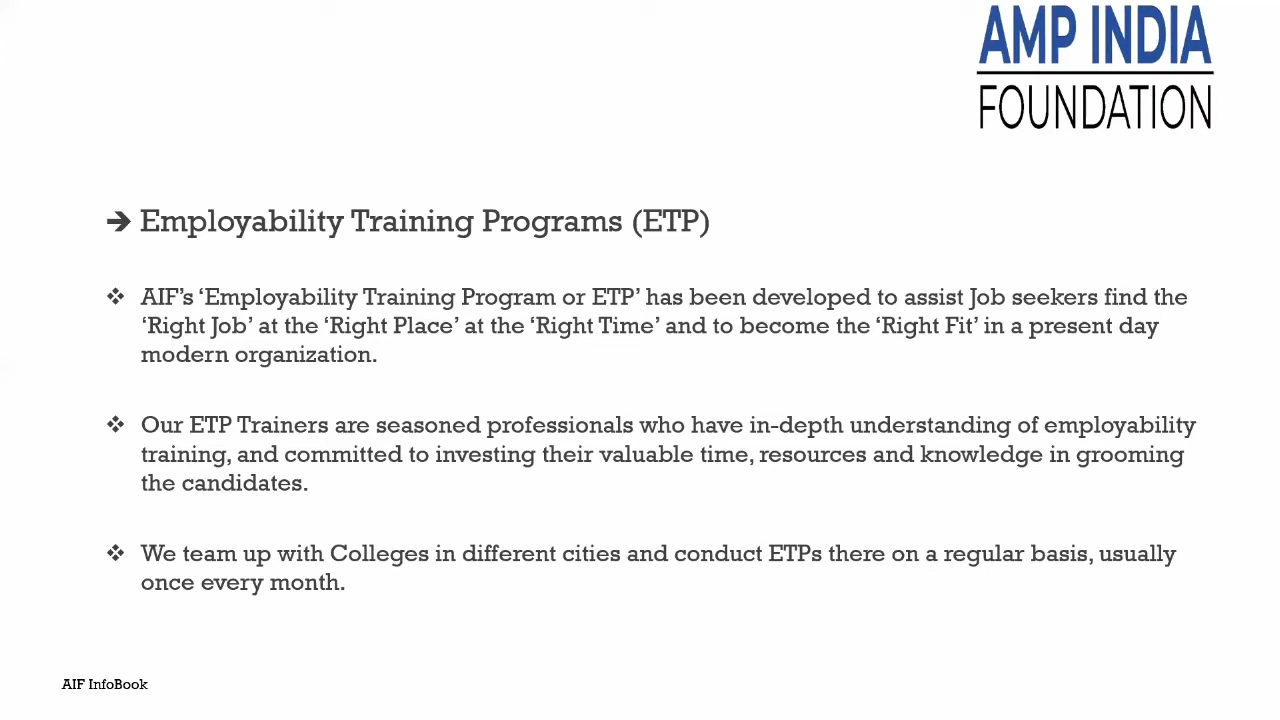 AMP INDIA
FOUNDATION
➔ Employability Training Programs (ETP)
❖ AIF’s ‘Employability Training Program or ETP’ has been developed to assist Job seekers find the
‘Right Job’ at the ‘Right Place’ at the ‘Right Time’ and to become the ‘Right Fit’ in a present day
modern organization.
❖ Our ETP Trainers are seasoned professionals who have in-depth understanding of employability
training, and committed to investing their valuable time, resources and knowledge in grooming
the candidates.
❖ We team up with Colleges in different cities and conduct ETPs there on a regular basis, usually
once every month.
AIF InfoBook